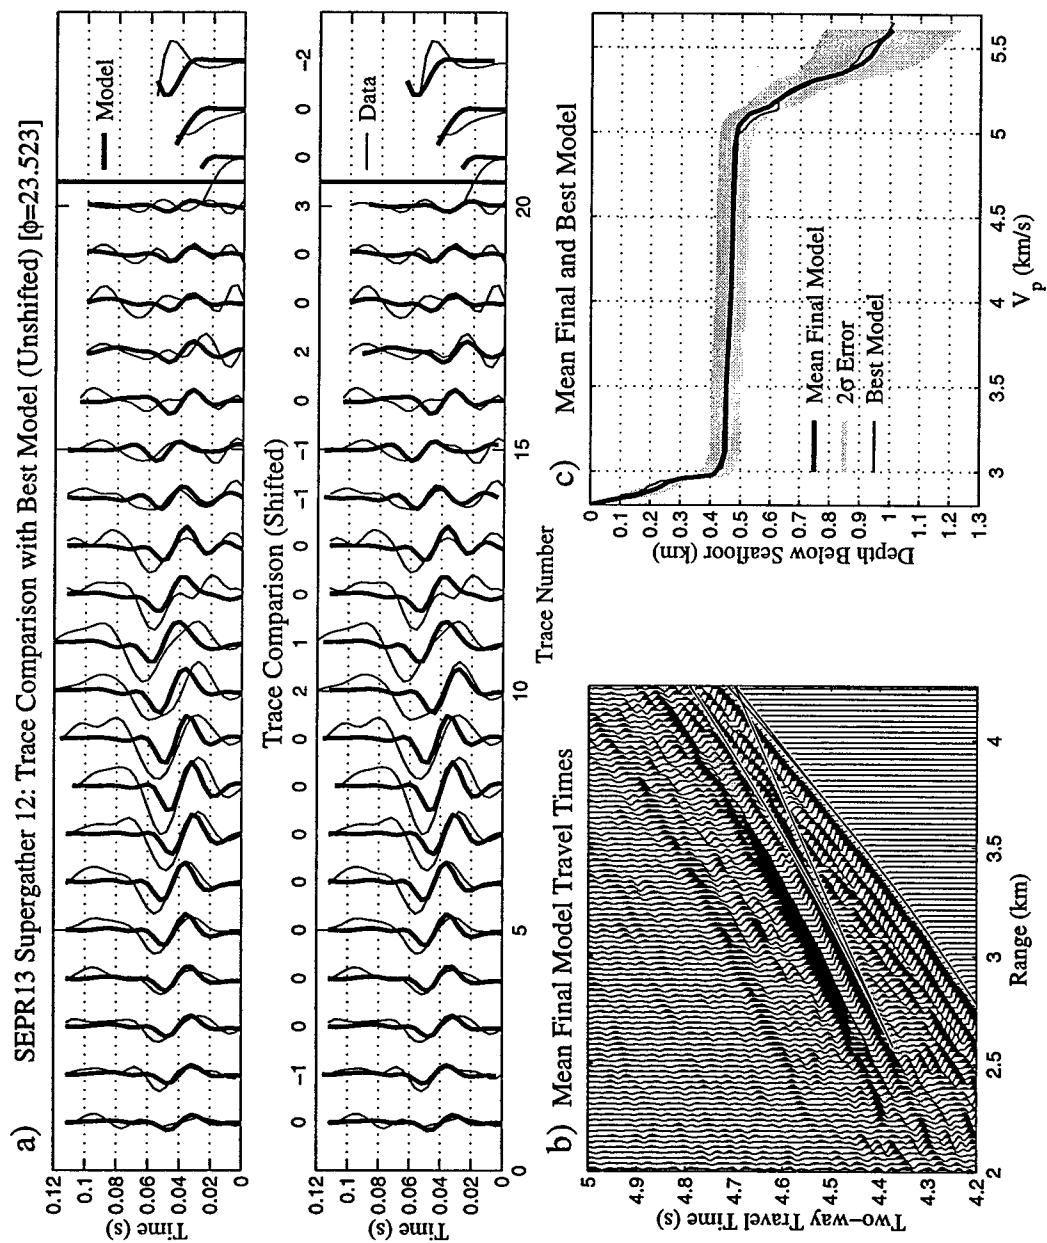 a) SEPR13 Supergather 12: Trace Comparison with Best Model (Unshifted) [ϕ=23.523]
0.12
0.1
0.08
0.06
0.04
0.02
0
Time (s)
Model
0 −1 0 0 0 0 0 0 0 2 1 0 0 −1 −1 0 2 0 0 3 0 0 −2
Trace Comparison (Shifted)
0.12
0.1
0.08
0.06
0.04
0.02
0
Time (s)
Data
0 5 10 15 20
Trace Number
b) Mean Final Model Travel Times
5
4.9
4.8
4.7
4.6
4.5
4.4
4.3
4.2
Two−way Travel Time (s)
2 2.5 3 3.5 4
Range (km)
c) Mean Final and Best Model
0
0.1
0.2
0.3
0.4
0.5
0.6
0.7
0.8
0.9
1
1.1
1.2
1.3
Depth Below Seafloor (km)
Mean Final Model
2σ Error
Best Model
3 3.5 4 4.5 5 5.5
Vp (km/s)